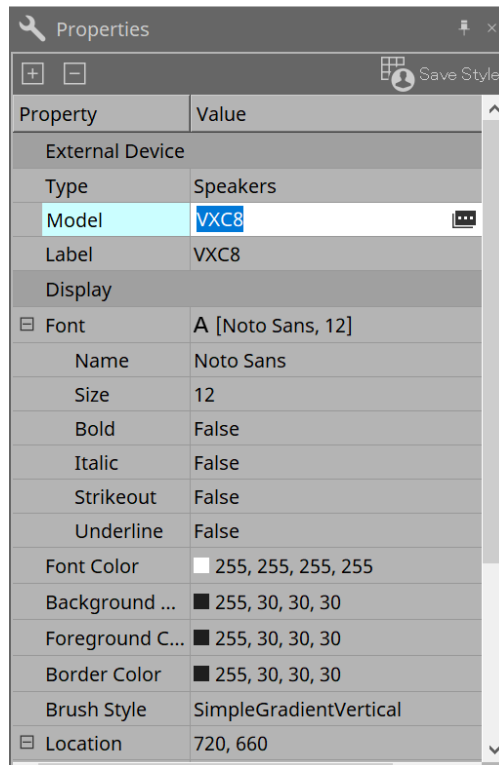 Properties
Save Style
Property Value
External Device
Type Speakers
Model VXC8
Label VXC8
Display
Font A [Noto Sans, 12]
Name Noto Sans
Size 12
Bold False
Italic False
Strikeout False
Underline False
Font Color 255, 255, 255, 255
Background ... 255, 30, 30, 30
Foreground C... 255, 30, 30, 30
Border Color 255, 30, 30, 30
Brush Style SimpleGradientVertical
Location 720, 660